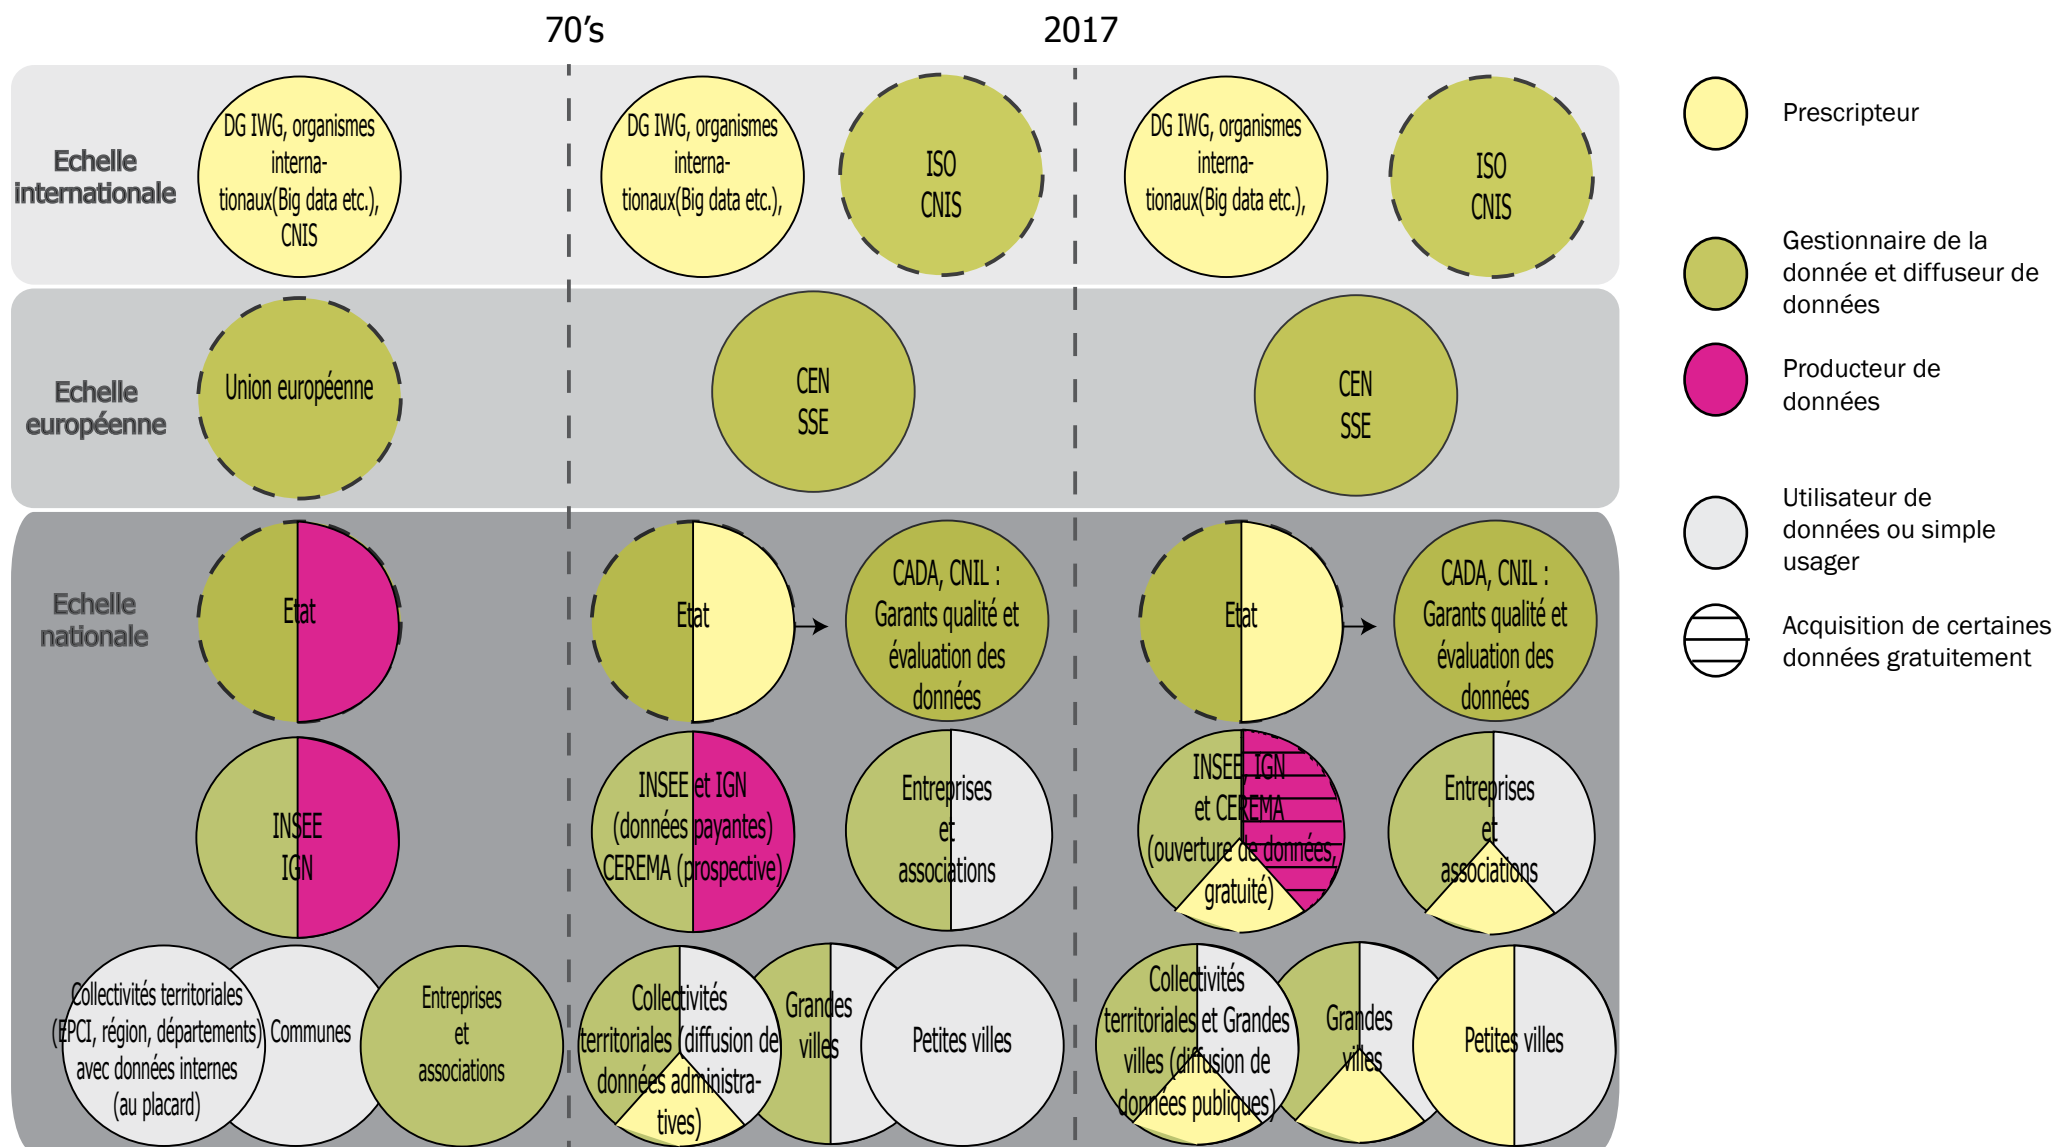 70's
2017
Echelle
internationale
DG IWG, organismes
interna-
tionaux(Big data etc.),
CNIS
DG IWG, organismes
interna-
tionaux(Big data etc.),
ISO
CNIS
DG IWG, organismes
interna-
tionaux(Big data etc.),
ISO
CNIS
Echelle
européenne
Union européenne
CEN
SSE
CEN
SSE
Echelle
nationale
Etat
Etat
CADA, CNIL :
Garants qualité et
évaluation des
données
Etat
CADA, CNIL :
Garants qualité et
évaluation des
données
INSEE
IGN
INSEE et IGN
(données payantes)
CEREMA (prospective)
Entreprises
et
associations
INSEE, IGN
et CEREMA
(ouverture de données,
gratuité)
Entreprises
et
associations
Collectivités territoriales
(EPCI, région, départements)
avec données internes
(au placard)
Communes
Entreprises
et
associations
Collectivités
territoriales (diffusion de
données administra-
tives)
Grandes
villes
Petites villes
Collectivités
territoriales et Grandes
villes (diffusion de
données publiques)
Grandes
villes
Petites villes
Prescripteur
Gestionnaire de la
donnée et diffuseur de
données
Producteur de
données
Utilisateur de
données ou simple
usager
Acquisition de certaines
données gratuitement